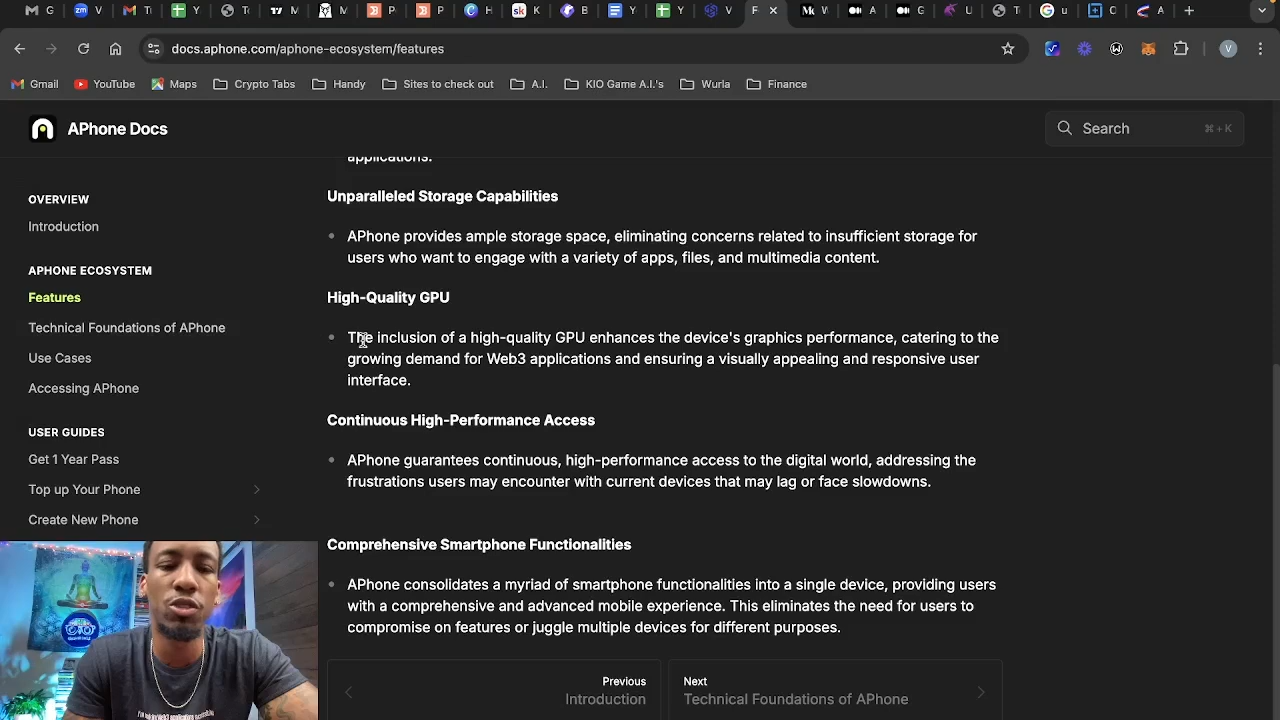 G
V
T
Y
T
M
M
P
P
H
K
B
Y
Y
V
F
W
A
G
U
T
u
C
A
docs.aphone.com/aphone-ecosystem/features
V
Gmail
YouTube
Maps
Crypto Tabs
Handy
Sites to check out
A.I.
KIO Game A.I.'s
Wurla
Finance
APhone Docs
Search
⌘+K
OVERVIEW
Introduction
APHONE ECOSYSTEM
Features
Technical Foundations of APhone
Use Cases
Accessing APhone
USER GUIDES
Get 1 Year Pass
Top up Your Phone
Create New Phone
applications.
Unparalleled Storage Capabilities
APhone provides ample storage space, eliminating concerns related to insufficient storage for
users who want to engage with a variety of apps, files, and multimedia content.
High-Quality GPU
The inclusion of a high-quality GPU enhances the device's graphics performance, catering to the
growing demand for Web3 applications and ensuring a visually appealing and responsive user
interface.
Continuous High-Performance Access
APhone guarantees continuous, high-performance access to the digital world, addressing the
frustrations users may encounter with current devices that may lag or face slowdowns.
Comprehensive Smartphone Functionalities
APhone consolidates a myriad of smartphone functionalities into a single device, providing users
with a comprehensive and advanced mobile experience. This eliminates the need for users to
compromise on features or juggle multiple devices for different purposes.
Previous
Introduction
Next
Technical Foundations of APhone